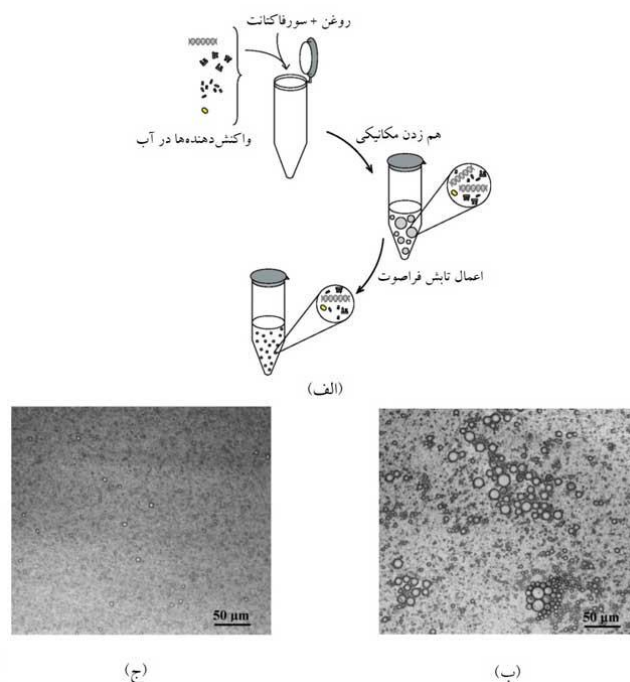 روغن + سورفاکتانت
واکنش‌دهنده‌ها در آب
هم زدن مکانیکی
اعمال تابش فراصوت
(الف)
50 µm
50 µm
(ب)
(ج)